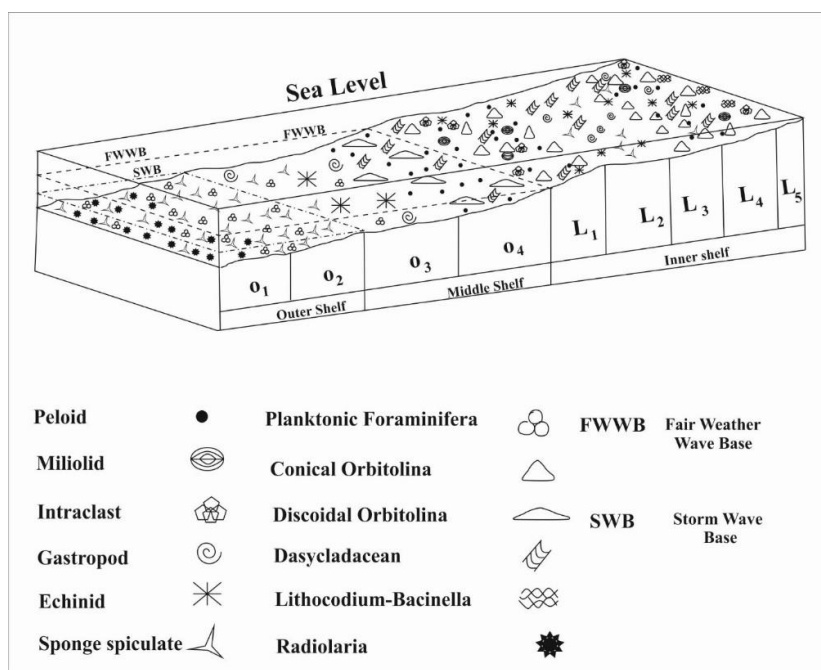 Sea Level
FWWB
FWWB
SWB
O1 O2 O3 O4 L1 L2 L3 L4 L5
Outer Shelf Middle Shelf Inner shelf
Peloid Planktonic Foraminifera FWWB Fair Weather
Wave Base
Miliolid Conical Orbitolina
Intraclast Discoidal Orbitolina SWB Storm Wave
Base
Gastropod Dasycladacean
Echinid Lithocodium-Bacinella
Sponge spiculate Radiolaria